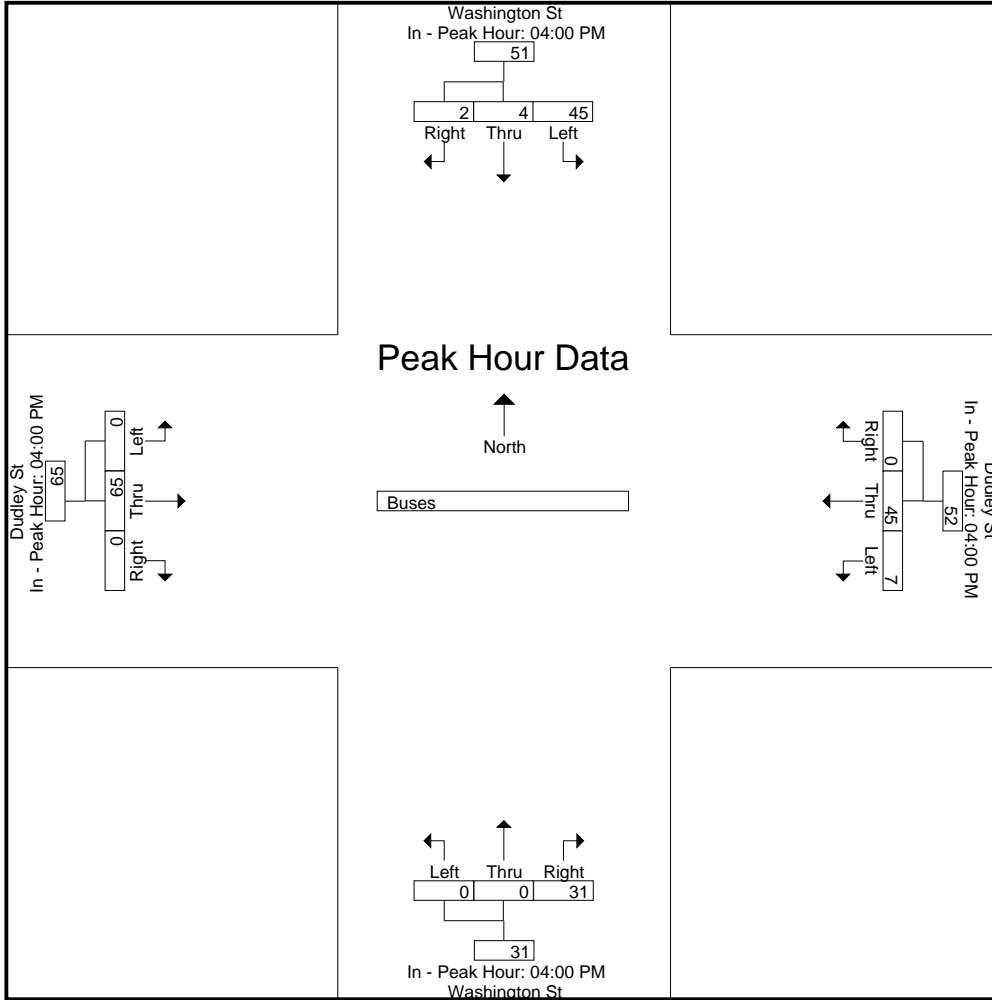 Washington St
In - Peak Hour: 04:00 PM
51
2 4 45
Right Thru Left
Peak Hour Data
North
Buses
Dudley St
In - Peak Hour: 04:00 PM
65
0 65 0
Left Thru Right
Dudley St
In - Peak Hour: 04:00 PM
52
0 45 7
Right Thru Left
Left Thru Right
0 0 31
31
In - Peak Hour: 04:00 PM
Washington St